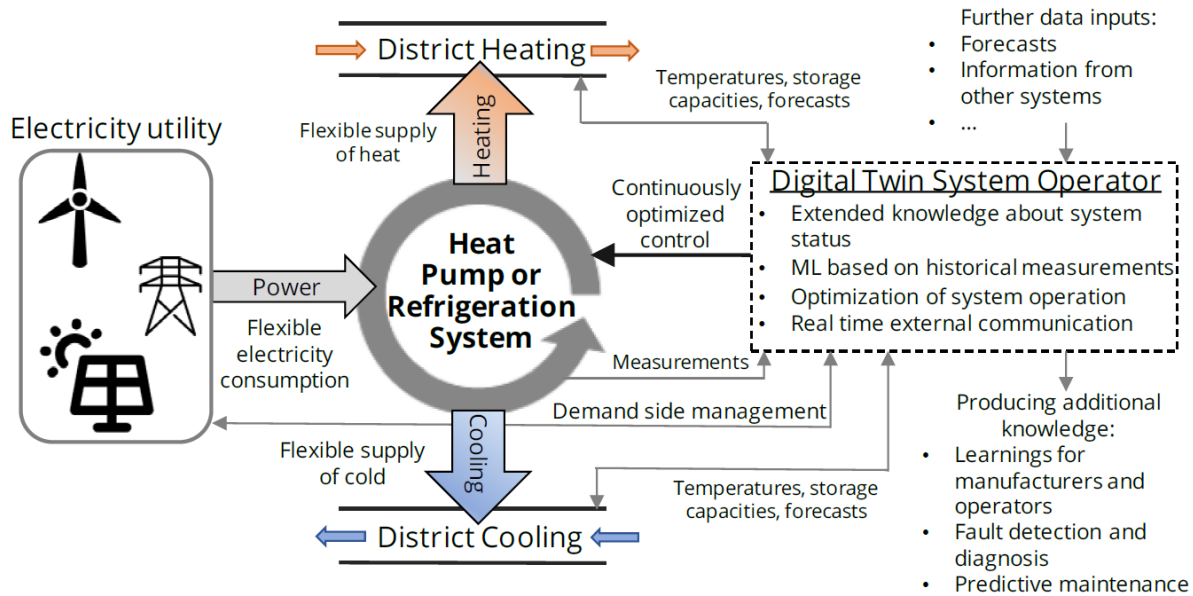 District Heating
Further data inputs:
• Forecasts
• Information from
other systems
• ...
Temperatures, storage
capacities, forecasts
Electricity utility
Flexible supply
of heat
Heating
Digital Twin System Operator
• Extended knowledge about system
status
• ML based on historical measurements
• Optimization of system operation
• Real time external communication
Continuously
optimized
control
Heat
Pump or
Refrigeration
System
Power
Flexible
electricity
consumption
Measurements
Demand side management
Cooling
Flexible supply
of cold
Temperatures, storage
capacities, forecasts
District Cooling
Producing additional
knowledge:
• Learnings for
manufacturers and
operators
• Fault detection and
diagnosis
• Predictive maintenance